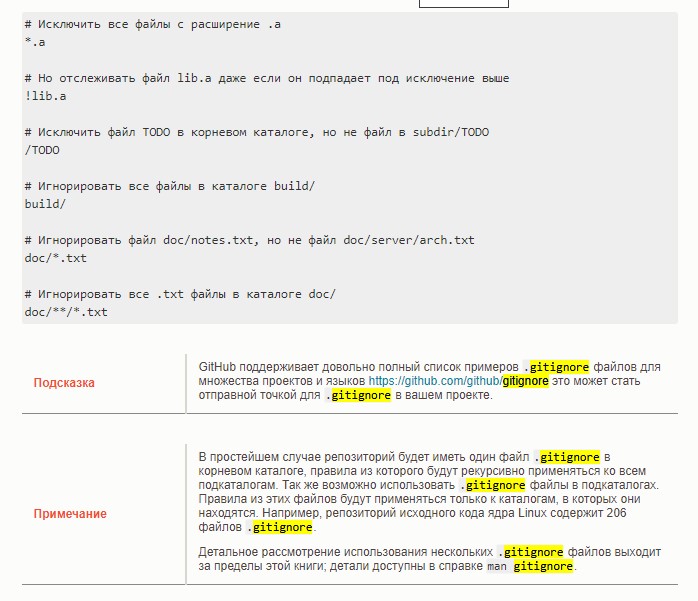 # Исключить все файлы с расширение .a
*.a
# Но отслеживать файл lib.a даже если он подпадает под исключение выше
!lib.a
# Исключить файл TODO в корневом каталоге, но не файл в subdir/TODO
/TODO
# Игнорировать все файлы в каталоге build/
build/
# Игнорировать файл doc/notes.txt, но не файл doc/server/arch.txt
doc/*.txt
# Игнорировать все .txt файлы в каталоге doc/
doc/**/*.txt
Подсказка
GitHub поддерживает довольно полный список примеров .gitignore файлов для
множества проектов и языков https://github.com/github/gitignore это может стать
отправной точкой для .gitignore в вашем проекте.
Примечание
В простейшем случае репозиторий будет иметь один файл .gitignore в
корневом каталоге, правила из которого будут рекурсивно применяться ко всем
подкаталогам. Так же возможно использовать .gitignore файлы в подкаталогах.
Правила из этих файлов будут применяться только к каталогам, в которых они
находятся. Например, репозиторий исходного кода ядра Linux содержит 206
файлов .gitignore.
Детальное рассмотрение использования нескольких .gitignore файлов выходит
за пределы этой книги; детали доступны в справке man gitignore.